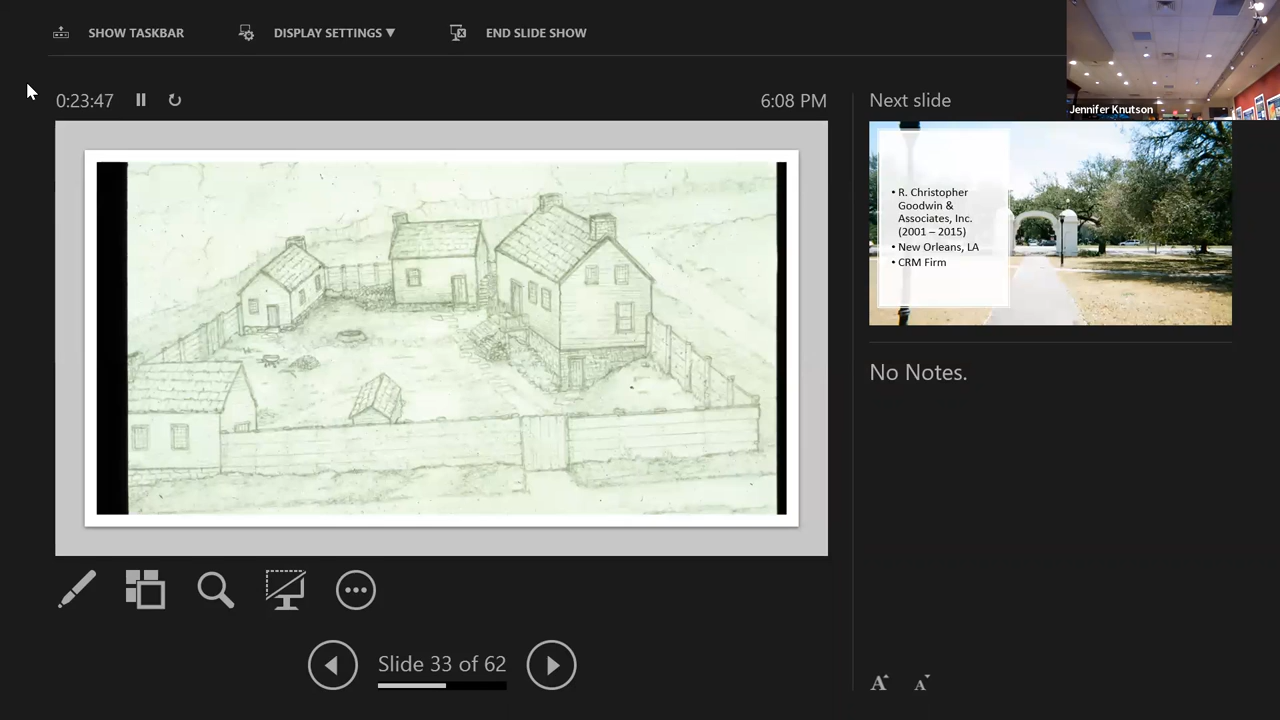 SHOW TASKBAR
DISPLAY SETTINGS ▼
END SLIDE SHOW
0:23:47
6:08 PM
Next slide
Jennifer Knutson
• R. Christopher
Goodwin &
Associates, Inc.
(2001 – 2015)
• New Orleans, LA
• CRM Firm
No Notes.
Slide 33 of 62
A A